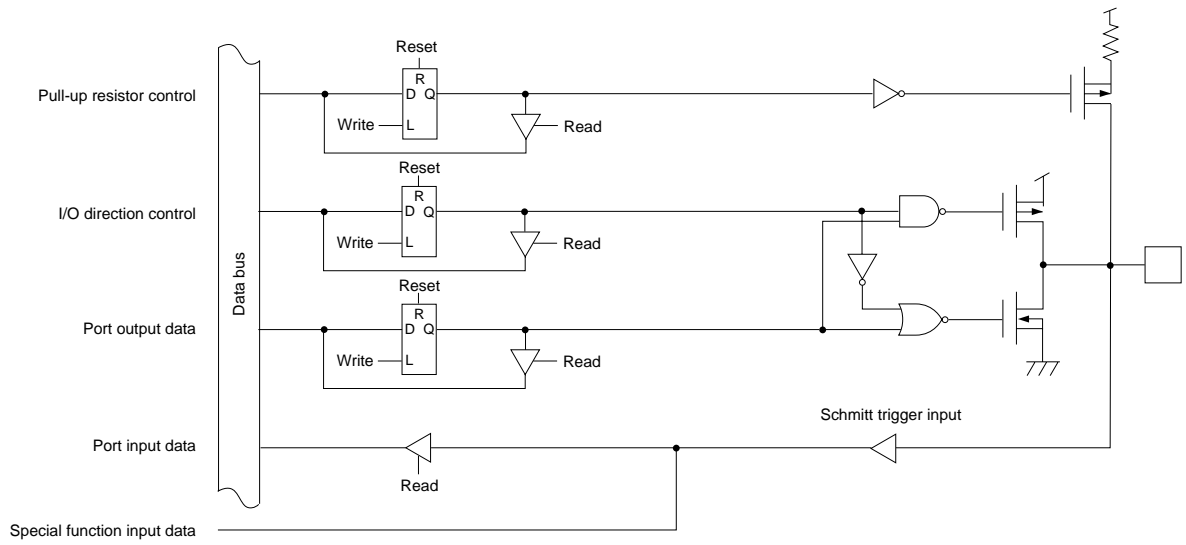 Reset
Pull-up resistor control
R
D Q
Write
L
Read
Reset
I/O direction control
R
D Q
Write
L
Read
Data bus
Reset
Port output data
R
D Q
Write
L
Read
Schmitt trigger input
Port input data
Read
Special function input data